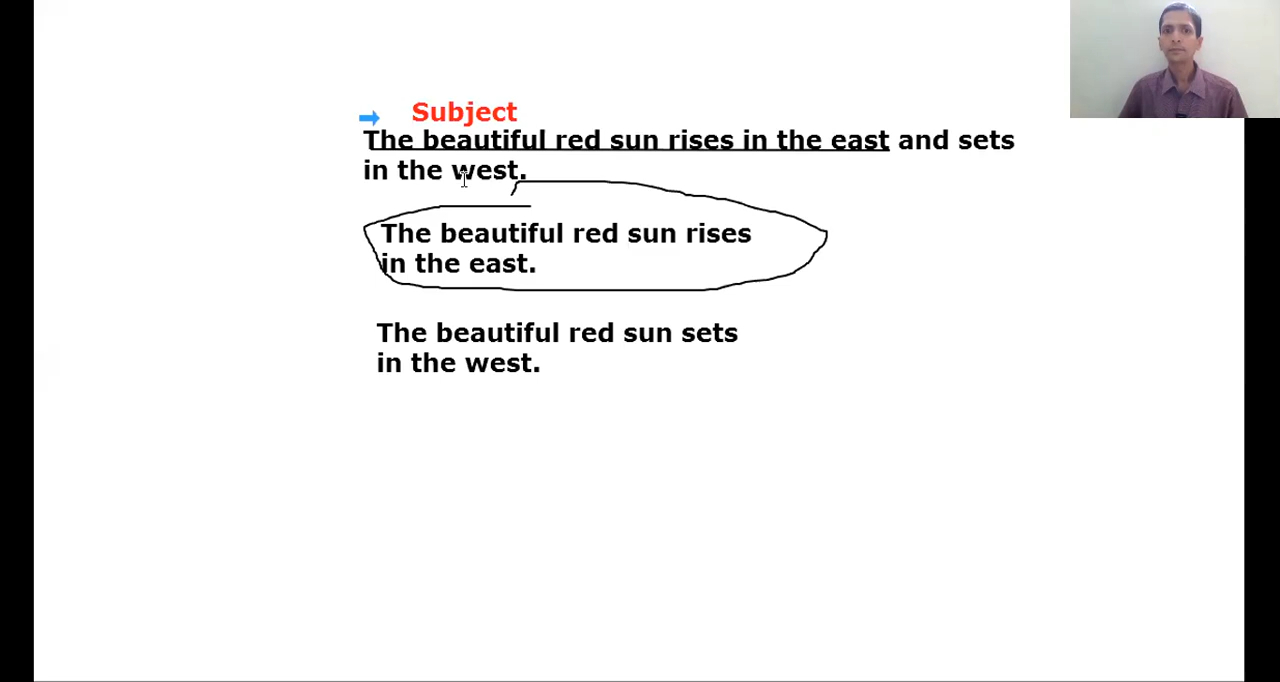 Subject
The beautiful red sun rises in the east and sets
in the west.
The beautiful red sun rises
in the east.
The beautiful red sun sets
in the west.